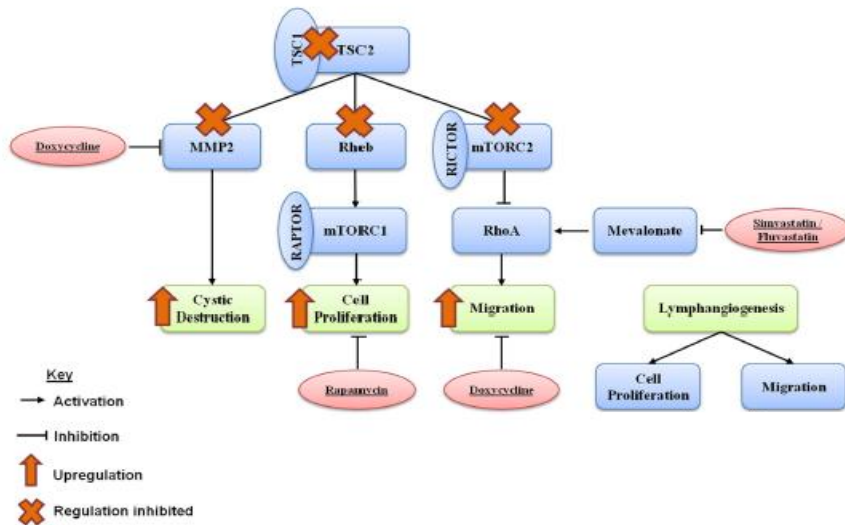 TSC1
TSC2
Doxycycline
MMP2
Rheb
RICTOR
mTORC2
RAPTOR
mTORC1
RhoA
Mevalonate
Simvastatin /
Fluvastatin
Cystic
Destruction
Cell
Proliferation
Migration
Lymphangiogenesis
Rapamycin
Doxycycline
Cell
Proliferation
Migration
Key
Activation
Inhibition
Upregulation
Regulation inhibited